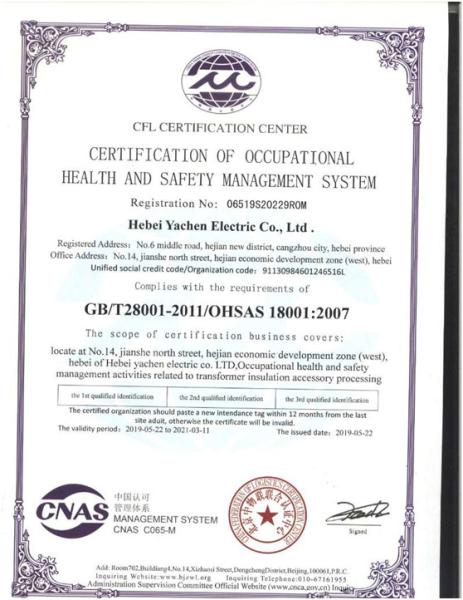 CFL CERTIFICATION CENTER
CERTIFICATION OF OCCUPATIONAL
HEALTH AND SAFETY MANAGEMENT SYSTEM
Registration No: 06519S20229ROM
Hebei Yachen Electric Co., Ltd .
Registered Address: No.6 middle road, hejian new district, cangzhou city, hebei province
Office Address: No.14, jianshe north street, hejian economic development zone (west), hebei
Unified social credit code/Organization code: 91130984601246516L
Complies with the requirements of
GB/T28001-2011/OHSAS 18001:2007
The scope of certification business covers:
locate at No.14, jianshe north street, hejian economic development zone (west),
hebei of Hebei yachen electric co. LTD,Occupational health and safety
management activities related to transformer insulation accessory processing
the 1st qualified identification the 2nd qualified identification the 3rd qualified identification
The certified organization should paste a new intendance tag within 12 months from the last
site aduit, otherwise the certificate will be invalid.
The validity period: 2019-05-22 to 2021-03-11 The issued date: 2019-05-22
CNAS
中国认可
管理体系
MANAGEMENT SYSTEM
CNAS C065-M
Signed
Add: Room702,Building4,No.14,Xizhaosi Street,DongchengDistrict,Beijing,100061,P.R.C.
Inquiring Website:www.bjzwl.org Inquiring Telephone:010-67161955
Administration Supervision Committee Official Website (www.cnca.gov.cn) Inquiry